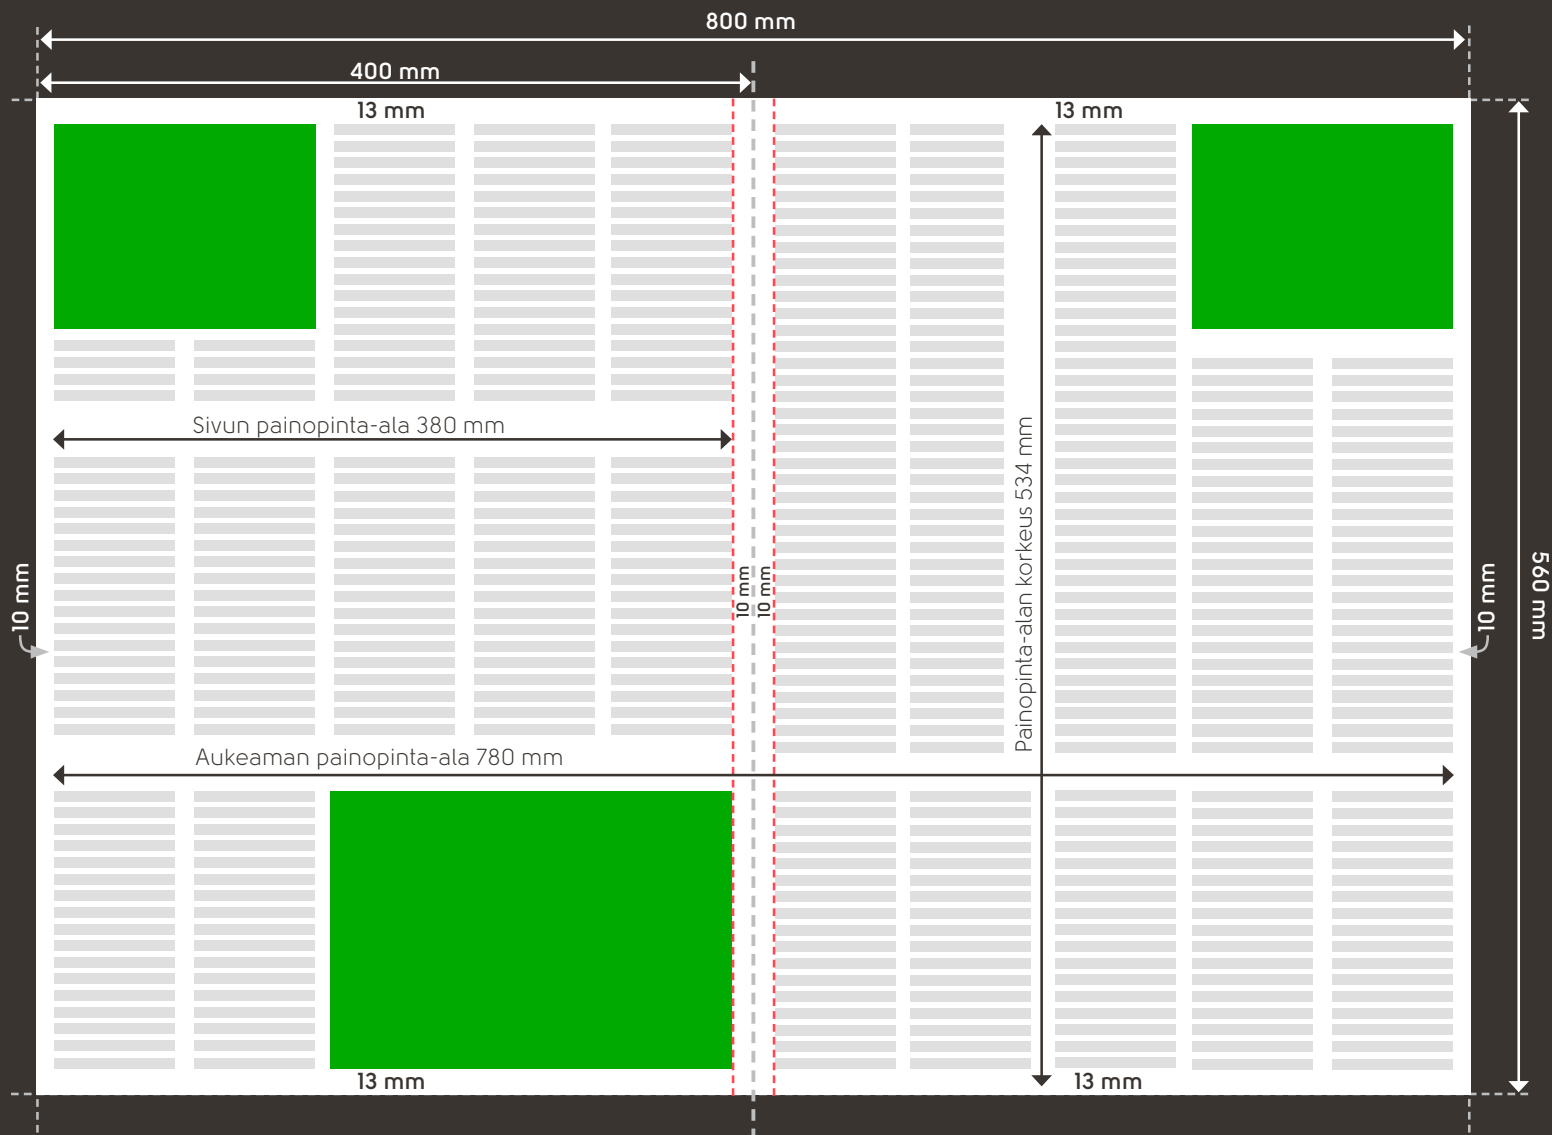 800 mm
400 mm
13 mm
13 mm
Sivun painopinta-ala 380 mm
Painopinta-alan korkeus 534 mm
560 mm
10 mm
10 mm
10 mm
10 mm
Aukeaman painopinta-ala 780 mm
13 mm
13 mm